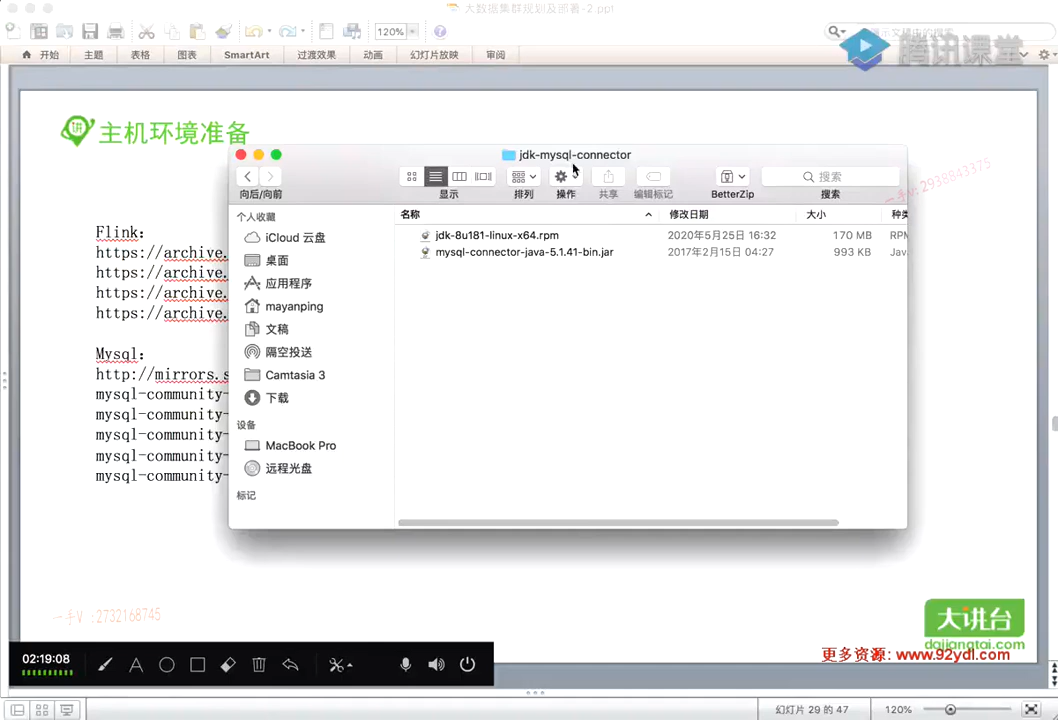 大数据集群规划及部署-2.ppt
120%
腾讯课堂
开始 主题 表格 图表 SmartArt 过渡效果 动画 幻灯片放映 审阅
主机环境准备
jdk-mysql-connector
向后/向前 显示 排列 操作 共享 编辑标记 BetterZip 搜索
搜索
一手V:2938843375
个人收藏
iCloud 云盘
桌面
应用程序
mayanping
文稿
隔空投送
Camtasia 3
下载
设备
MacBook Pro
远程光盘
标记
名称 修改日期 大小 种类
jdk-8u181-linux-x64.rpm 2020年5月25日 16:32 170 MB RPM
mysql-connector-java-5.1.41-bin.jar 2017年2月15日 04:27 993 KB Java
Flink:
https://archive.
https://archive.
https://archive.
https://archive.
Mysql:
http://mirrors.s
mysql-community-
mysql-community-
mysql-community-
mysql-community-
mysql-community-
一手V:2732168745
大讲台
dajiangtai.com
更多资源: www.92ydl.com
02:19:08
幻灯片 29 的 47 120%